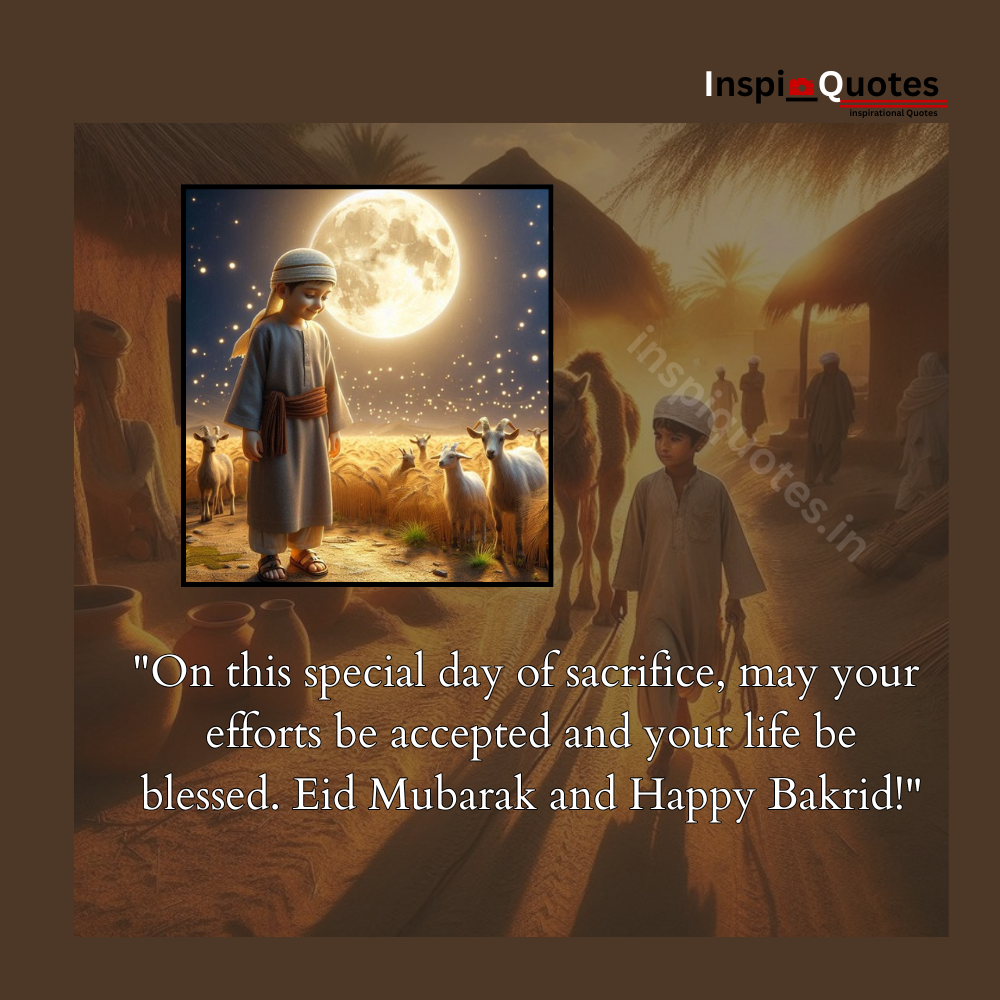 InspiQuotes
inspirational Quotes
inspiquotes.in
"On this special day of sacrifice, may your
efforts be accepted and your life be
blessed. Eid Mubarak and Happy Bakrid!"